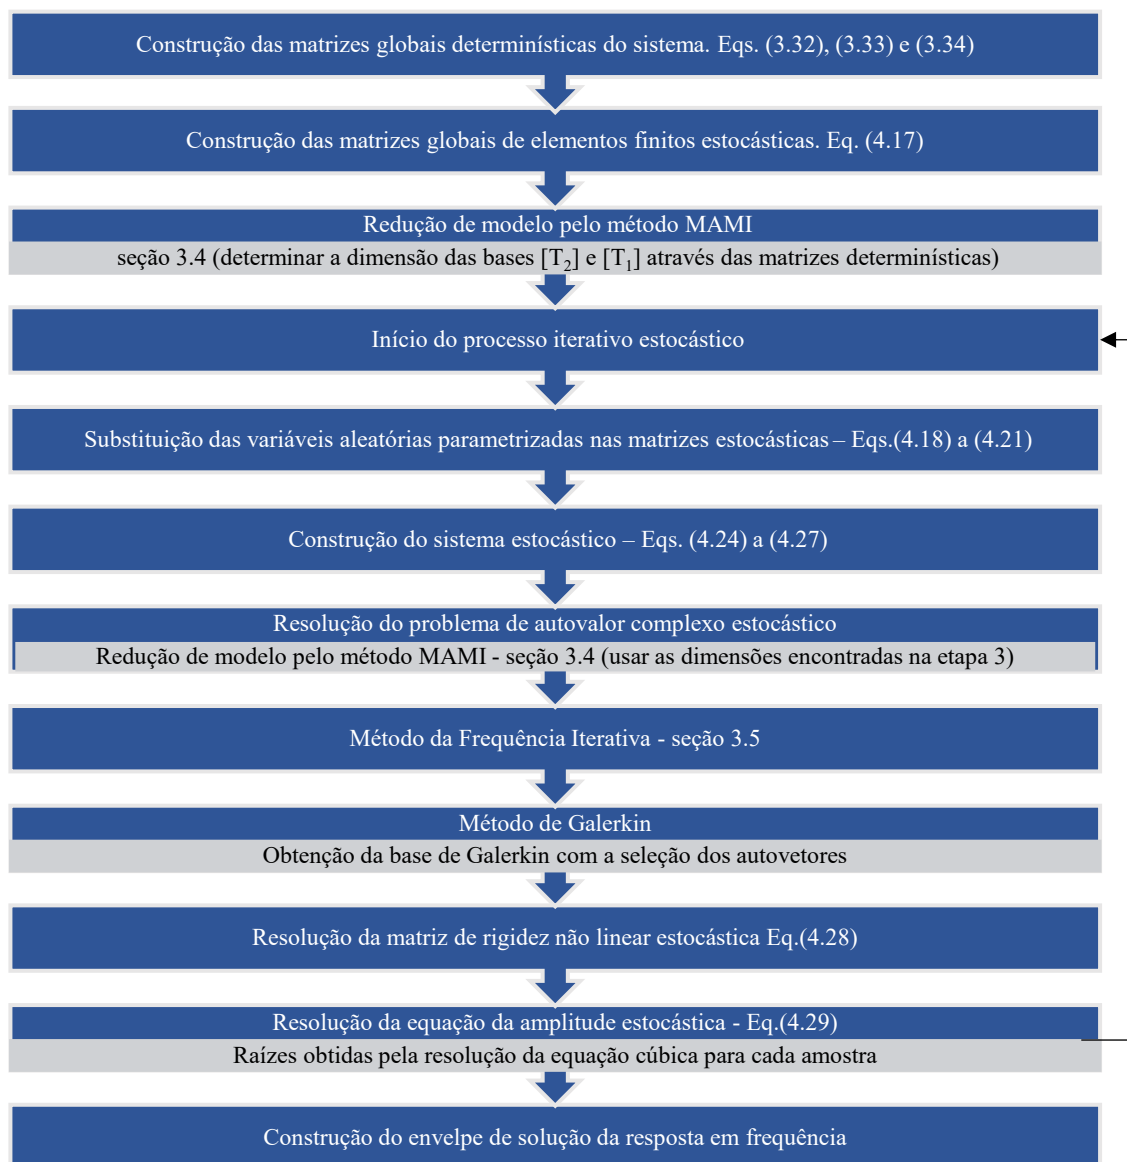 Construção das matrizes globais determinísticas do sistema. Eqs. (3.32), (3.33) e (3.34)
Construção das matrizes globais de elementos finitos estocásticas. Eq. (4.17)
Redução de modelo pelo método MAMI
seção 3.4 (determinar a dimensão das bases [T₂] e [T₁] através das matrizes determinísticas)
Início do processo iterativo estocástico
Substituição das variáveis aleatórias parametrizadas nas matrizes estocásticas – Eqs.(4.18) a (4.21)
Construção do sistema estocástico – Eqs. (4.24) a (4.27)
Resolução do problema de autovalor complexo estocástico
Redução de modelo pelo método MAMI - seção 3.4 (usar as dimensões encontradas na etapa 3)
Método da Frequência Iterativa - seção 3.5
Método de Galerkin
Obtenção da base de Galerkin com a seleção dos autovetores
Resolução da matriz de rigidez não linear estocástica Eq.(4.28)
Resolução da equação da amplitude estocástica - Eq.(4.29)
Raízes obtidas pela resolução da equação cúbica para cada amostra
Construção do envelpe de solução da resposta em frequência